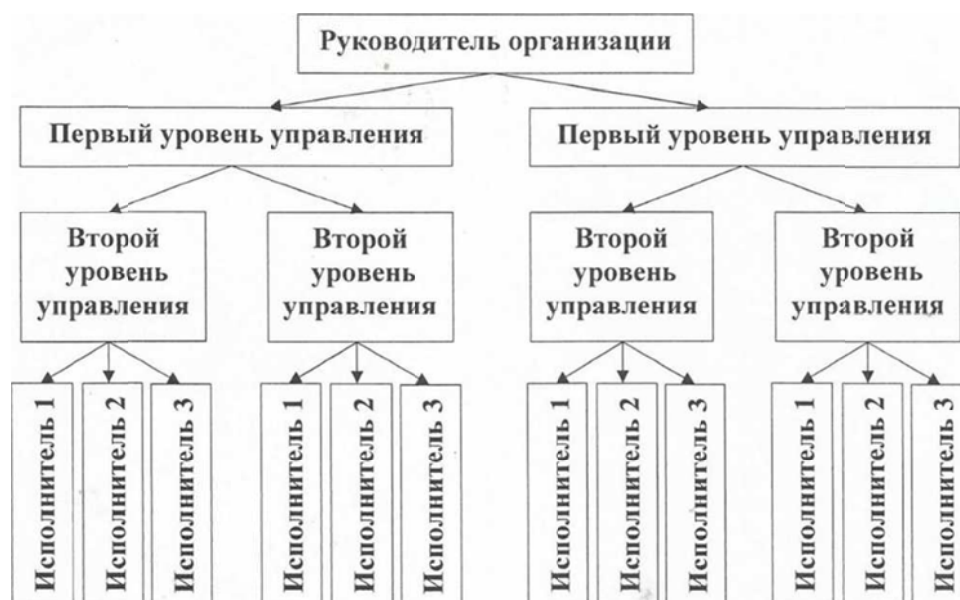 Руководитель организации
Первый уровень управления
Первый уровень управления
Второй
уровень
управления
Второй
уровень
управления
Второй
уровень
управления
Второй
уровень
управления
Исполнитель 1
Исполнитель 2
Исполнитель 3
Исполнитель 1
Исполнитель 2
Исполнитель 3
Исполнитель 1
Исполнитель 2
Исполнитель 3
Исполнитель 1
Исполнитель 2
Исполнитель 3